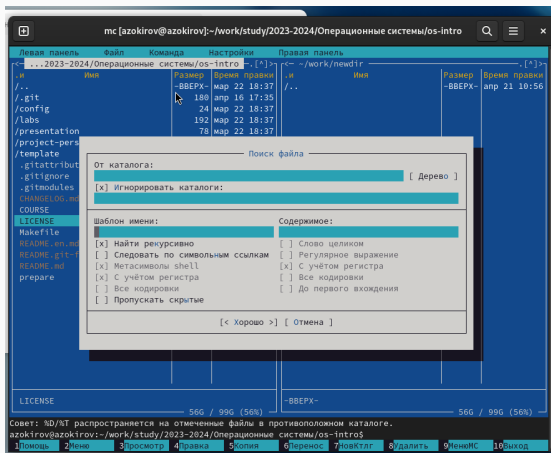 mc [azokirov@azokirov]:~/work/study/2023-2024/Операционные системы/os-intro
Левая панель Файл Команда Настройки Правая панель
<— ...2023-2024/Операционные системы/os-intro —.[^]>
<— ~/work/newdir —.[^]>
.и Имя Размер Время правки
.и Имя Размер Время правки
/.. -ВВЕРХ- мар 22 18:37
/.. -ВВЕРХ- апр 21 10:56
/.git 180 апр 16 17:35
/config 24 мар 22 18:37
/labs 192 мар 22 18:37
/presentation 78 мар 22 18:37
/project-pers
/template
.gitattribut
.gitignore
.gitmodules
CHANGELOG.md
COURSE
LICENSE
Makefile
README.en.md
README.git-f
README.md
prepare
Поиск файла
От каталога:
[ Дерево ]
[x] Игнорировать каталоги:
Шаблон имени: Содержимое:
[x] Найти рекурсивно [ ] Слово целиком
[ ] Следовать по символьным ссылкам [ ] Регулярное выражение
[x] Метасимволы shell [x] С учётом регистра
[x] С учётом регистра [ ] Все кодировки
[ ] Все кодировки [ ] До первого вхождения
[ ] Пропускать скрытые
[< Хорошо >] [ Отмена ]
LICENSE -ВВЕРХ-
56G / 99G (56%) 56G / 99G (56%)
Совет: %D/%T распространяется на отмеченные файлы в противоположном каталоге.
azokirov@azokirov:~/work/study/2023-2024/Операционные системы/os-intro$
1Помощь 2Меню 3Просмотр 4Правка 5Копия 6Перенос 7НовКтлг 8Удалить 9МенюМС 10Выход